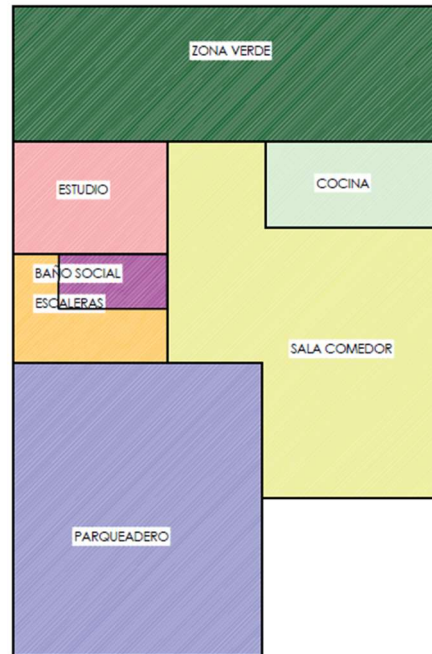 ZONA VERDE
ESTUDIO
COCINA
BAÑO SOCIAL
ESCALERAS
SALA COMEDOR
PARQUEADERO